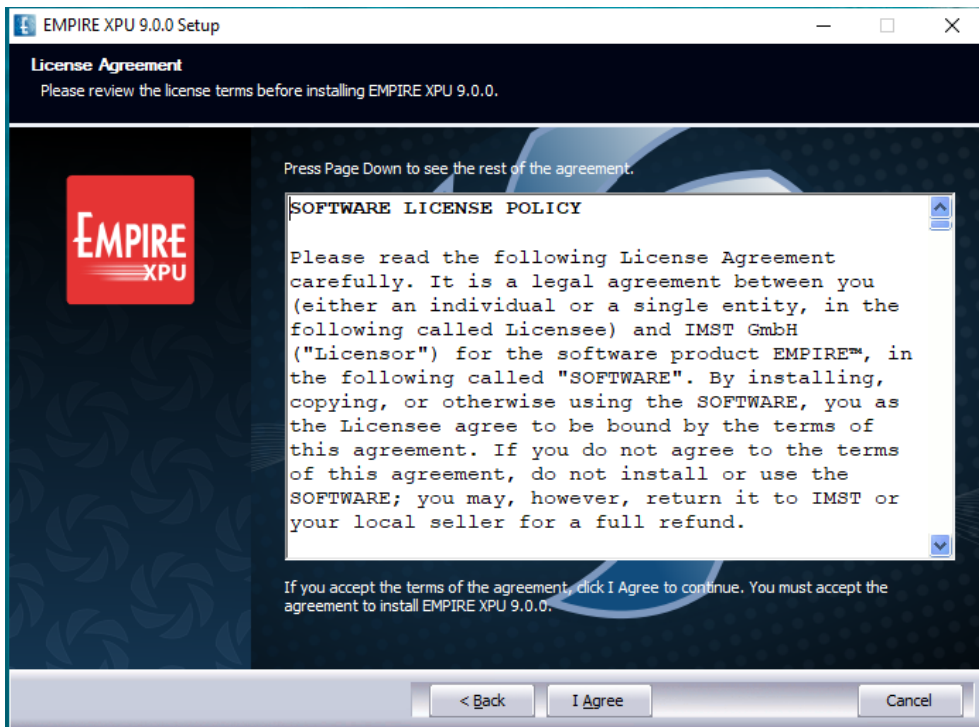 EMPIRE XPU 9.0.0 Setup
License Agreement
Please review the license terms before installing EMPIRE XPU 9.0.0.
EMPIRE
XPU
Press Page Down to see the rest of the agreement.
SOFTWARE LICENSE POLICY
Please read the following License Agreement
carefully. It is a legal agreement between you
(either an individual or a single entity, in the
following called Licensee) and IMST GmbH
("Licensor") for the software product EMPIRE™, in
the following called "SOFTWARE". By installing,
copying, or otherwise using the SOFTWARE, you as
the Licensee agree to be bound by the terms of
this agreement. If you do not agree to the terms
of this agreement, do not install or use the
SOFTWARE; you may, however, return it to IMST or
your local seller for a full refund.
If you accept the terms of the agreement, click I Agree to continue. You must accept the
agreement to install EMPIRE XPU 9.0.0.
< Back
I Agree
Cancel